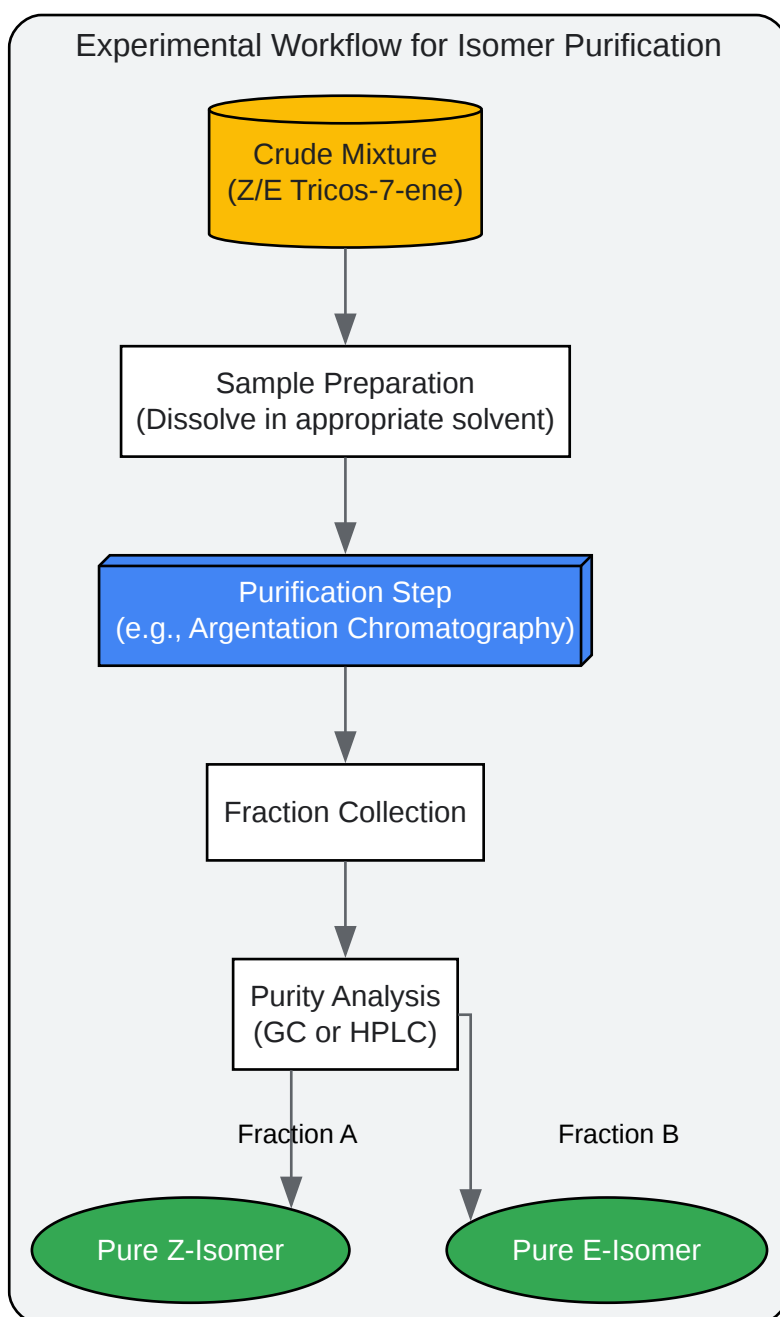 Experimental Workflow for Isomer Purification
Crude Mixture
(Z/E Tricos-7-ene)
Sample Preparation
(Dissolve in appropriate solvent)
Purification Step
(e.g., Argentation Chromatography)
Fraction Collection
Purity Analysis
(GC or HPLC)
Fraction A
Fraction B
Pure Z-Isomer
Pure E-Isomer